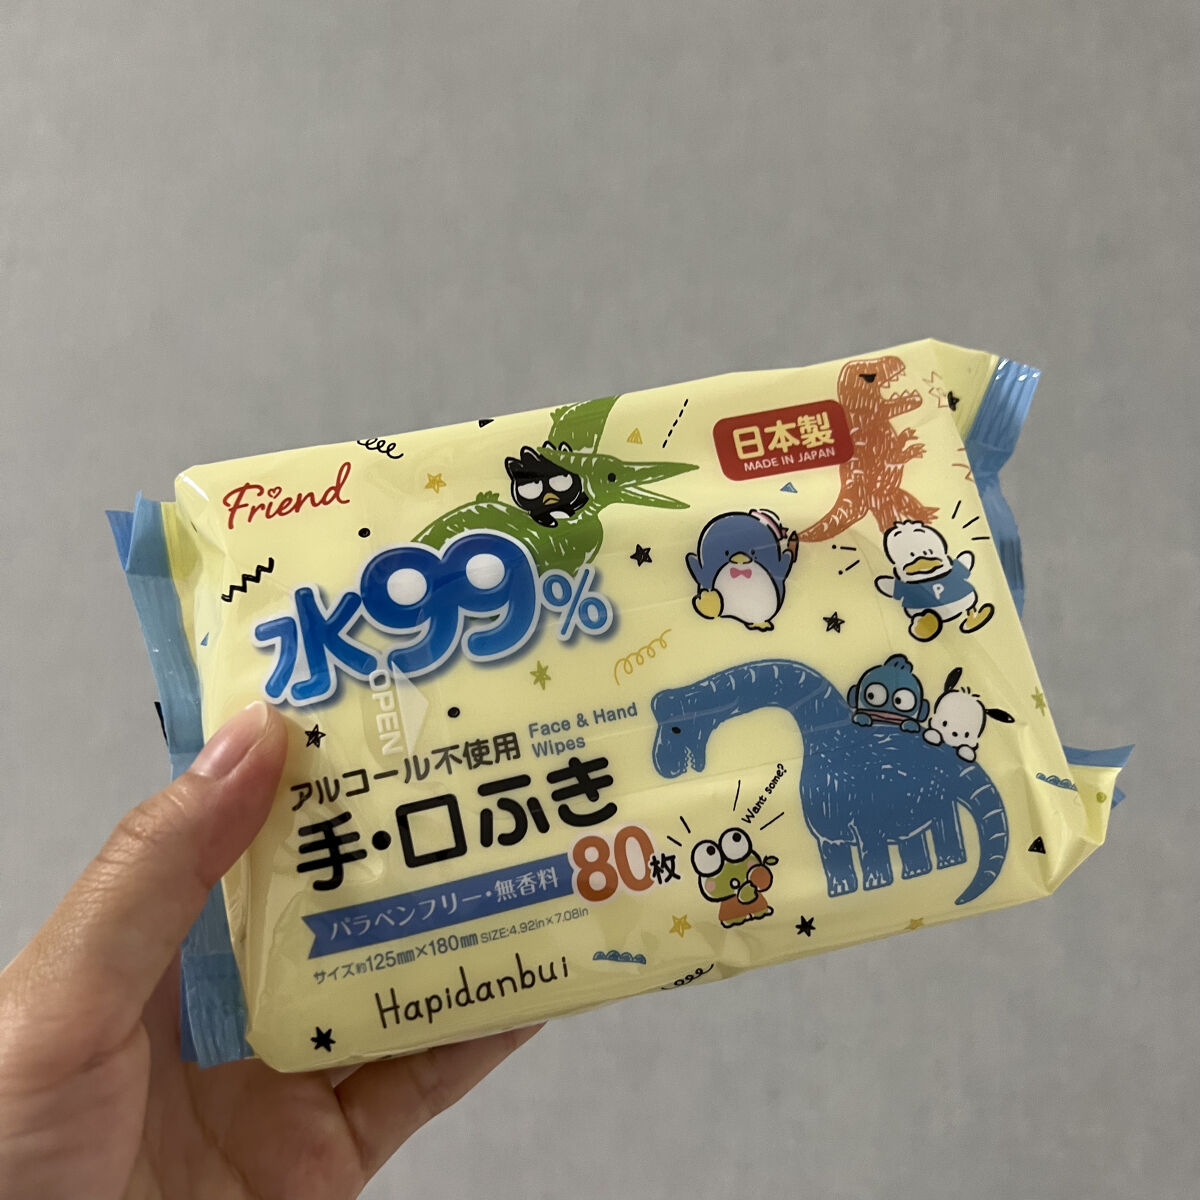 Friend
日本製
MADE IN JAPAN
水99%
OPEN
P
アルコール不使用
Face & Hand
Wipes
手・口ふき
80枚
Want some?
パラベンフリー・無香料
サイズ約125mm×180mm SIZE:4.92in×7.08in
Hapidanbui